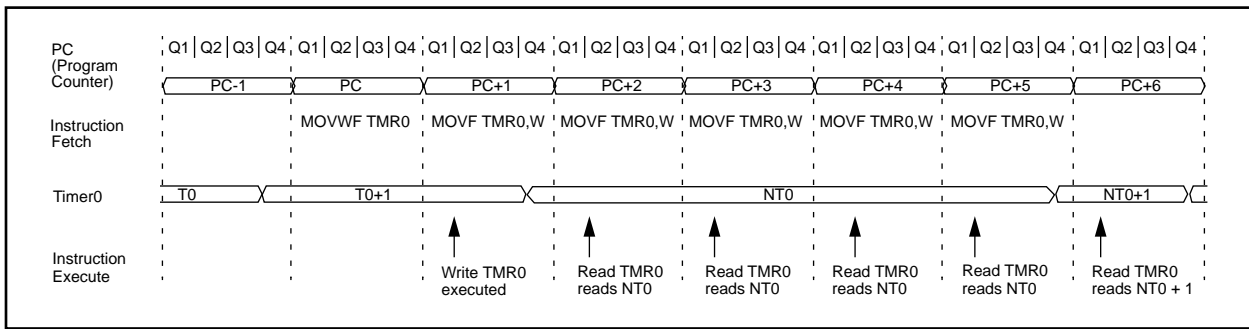 PC
(Program
Counter)
Q1 Q2 Q3 Q4 Q1 Q2 Q3 Q4 Q1 Q2 Q3 Q4 Q1 Q2 Q3 Q4 Q1 Q2 Q3 Q4 Q1 Q2 Q3 Q4 Q1 Q2 Q3 Q4 Q1 Q2 Q3 Q4
PC-1 PC PC+1 PC+2 PC+3 PC+4 PC+5 PC+6
Instruction
Fetch
MOVWF TMR0 MOVF TMR0,W MOVF TMR0,W MOVF TMR0,W MOVF TMR0,W MOVF TMR0,W
Timer0
T0 T0+1 NT0 NT0+1
Instruction
Execute
Write TMR0
executed
Read TMR0
reads NT0
Read TMR0
reads NT0
Read TMR0
reads NT0
Read TMR0
reads NT0
Read TMR0
reads NT0 + 1